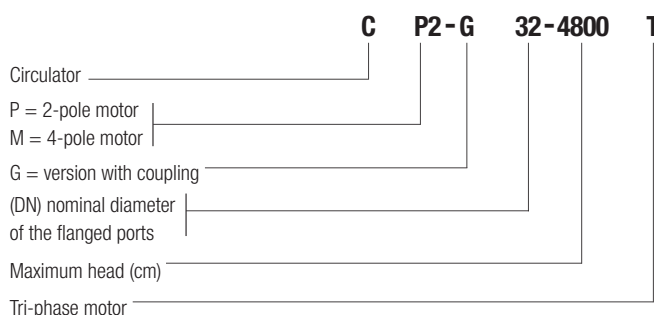 C P2-G 32-4800 T
Circulator
P = 2-pole motor
M = 4-pole motor
G = version with coupling
(DN) nominal diameter
of the flanged ports
Maximum head (cm)
Tri-phase motor